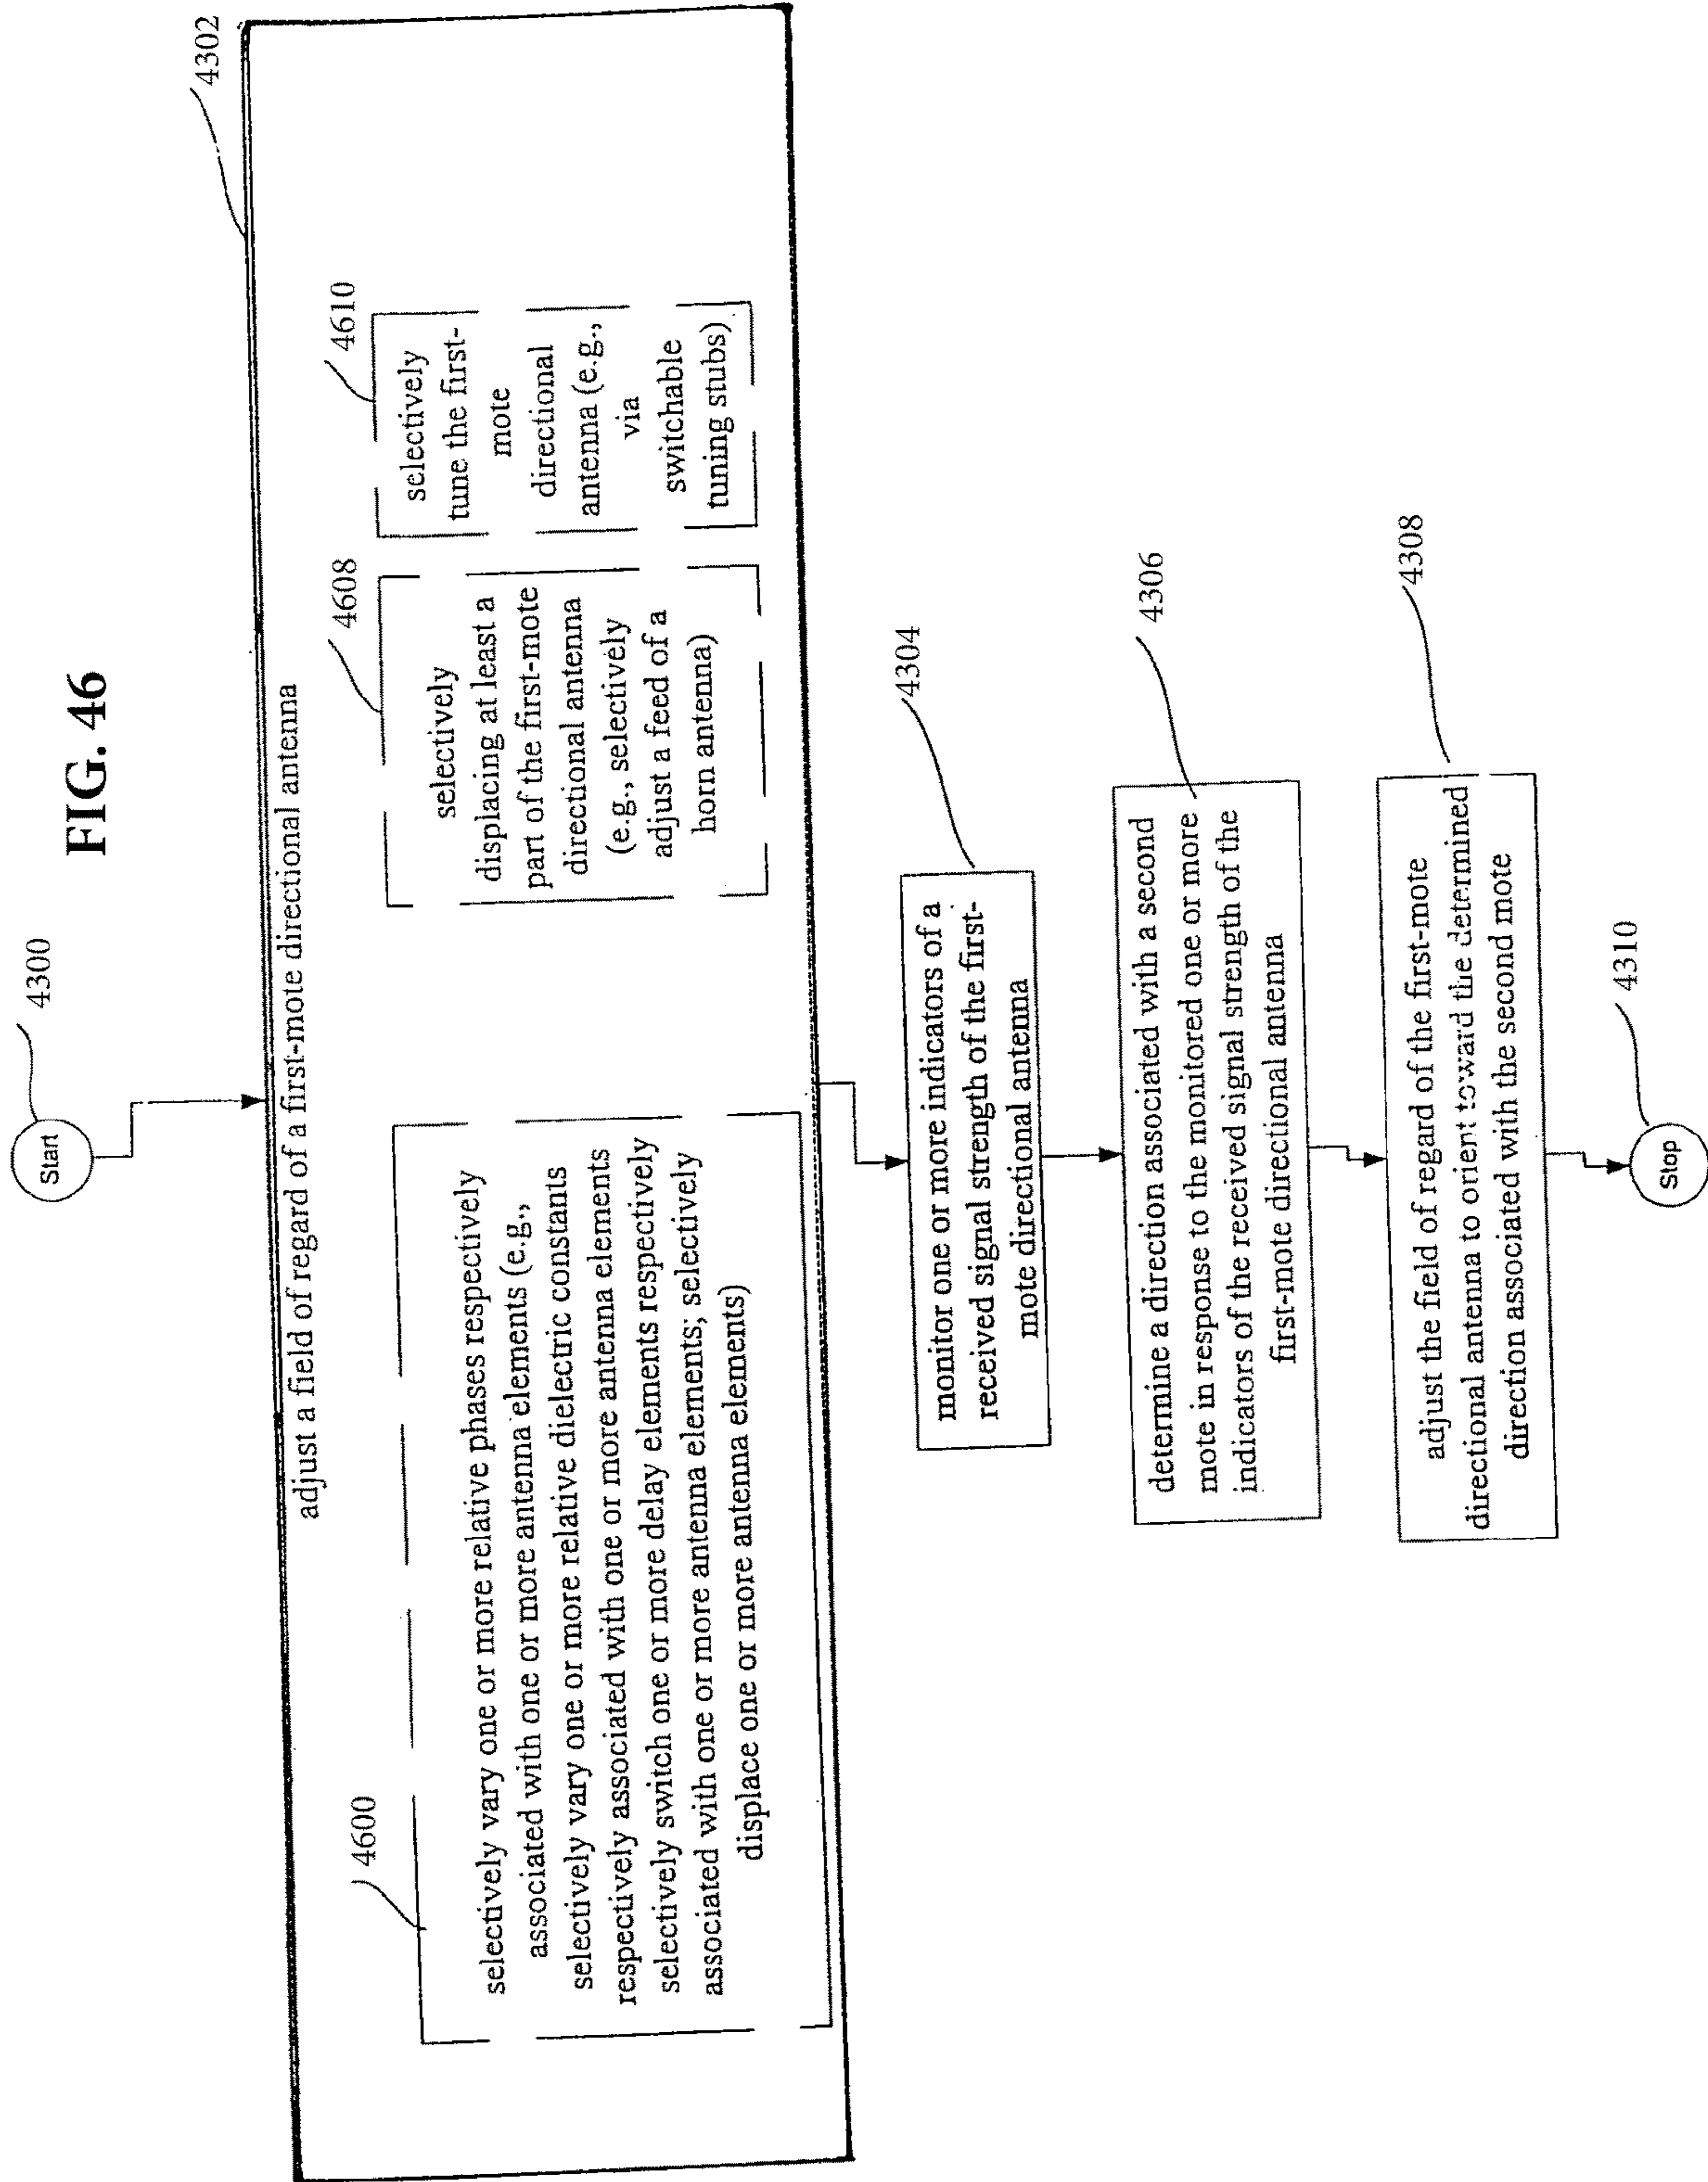 FIG. 46
4300
Start
4302
adjust a field of regard of a first-mote directional antenna
4600
selectively vary one or more relative phases respectively
associated with one or more antenna elements (e.g.,
selectively vary one or more relative dielectric constants
respectively associated with one or more antenna elements
selectively switch one or more delay elements respectively
associated with one or more antenna elements; selectively
displace one or more antenna elements)
4608
selectively
displacing at least a
part of the first-mote
directional antenna
(e.g., selectively
adjust a feed of a
horn antenna)
4610
selectively
tune the first-
mote
directional
antenna (e.g.,
via
switchable
tuning stubs)
4304
monitor one or more indicators of a
received signal strength of the first-
mote directional antenna
4306
determine a direction associated with a second
mote in response to the monitored one or more
indicators of the received signal strength of the
first-mote directional antenna
4308
adjust the field of regard of the first-mote
directional antenna to orient toward the determined
direction associated with the second mote
4310
Stop